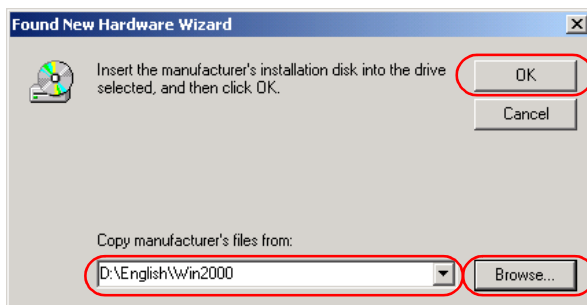 Found New Hardware Wizard
Insert the manufacturer's installation disk into the drive
selected, and then click OK.
OK
Cancel
Copy manufacturer's files from:
D:\English\Win2000
Browse...